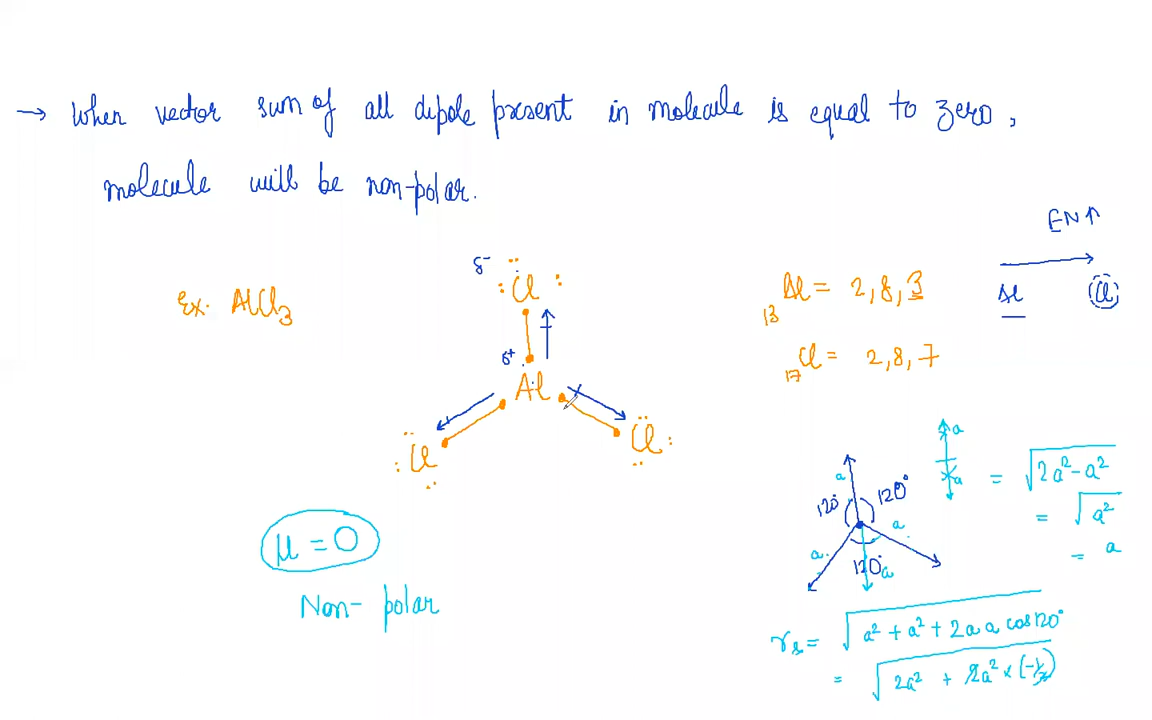 → When vector sum of all dipole present in molecule is equal to zero,
molecule will be non-polar.
EN↑
Al Cl
Ex. AlCl₃
δ⁻
Cl
δ⁺
Al
Cl
Cl
₁₃Al = 2, 8, 3
₁₇Cl = 2, 8, 7
μ = 0
Non-polar
a
a
= √2a²-a²
= √a²
= a
a
120° 120°
a
a
120°
a
rₛ = √a² + a² + 2a a cos120°
= √2a² + 2a² × (-1/2)